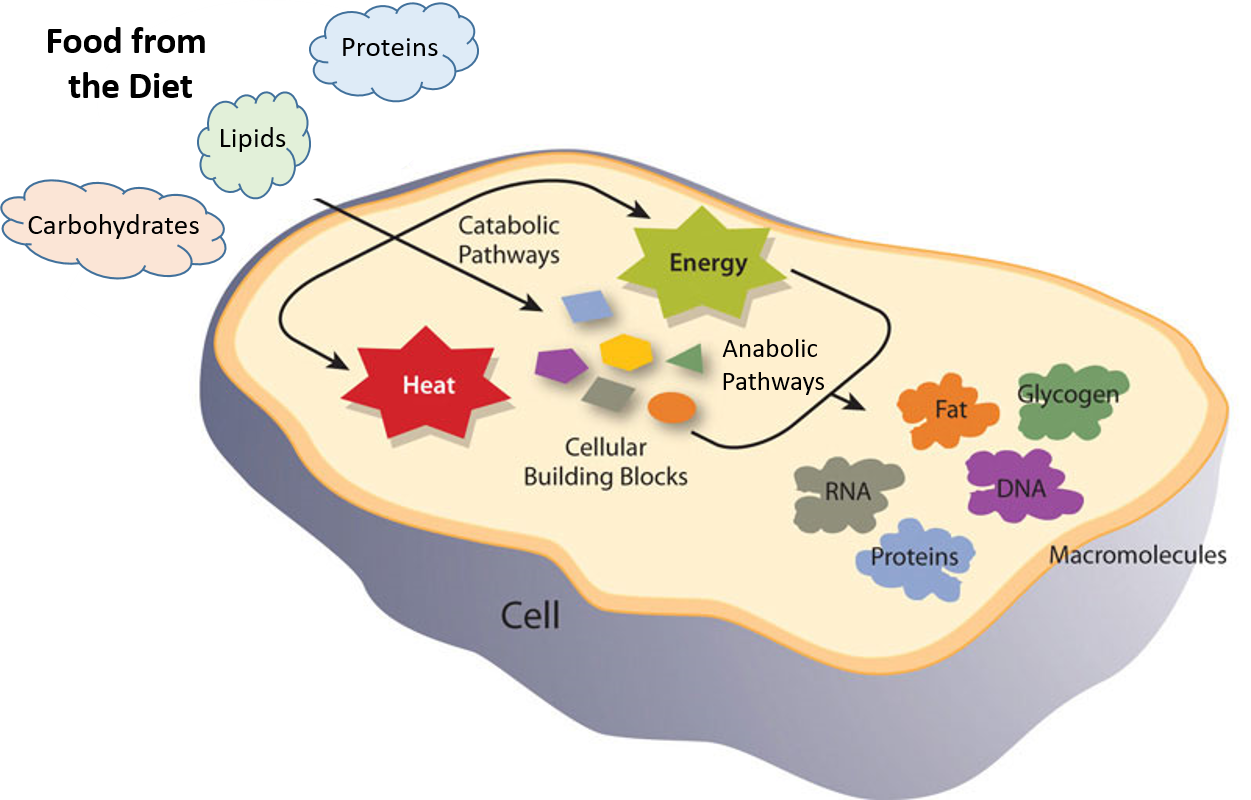 Food from
the Diet
Proteins
Lipids
Carbohydrates
Catabolic
Pathways
Energy
Heat
Anabolic
Pathways
Cellular
Building Blocks
Fat
Glycogen
RNA
DNA
Proteins
Macromolecules
Cell